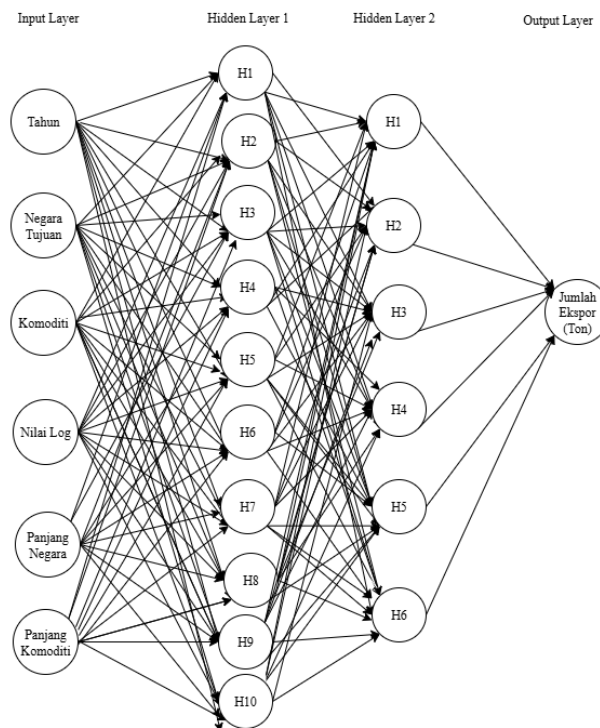 Input Layer
Hidden Layer 1
Hidden Layer 2
Output Layer
Tahun
Negara
Tujuan
Komoditi
Nilai Log
Panjang
Negara
Panjang
Komoditi
H1
H2
H3
H4
H5
H6
H7
H8
H9
H10
H1
H2
H3
H4
H5
H6
Jumlah
Ekspor
(Ton)